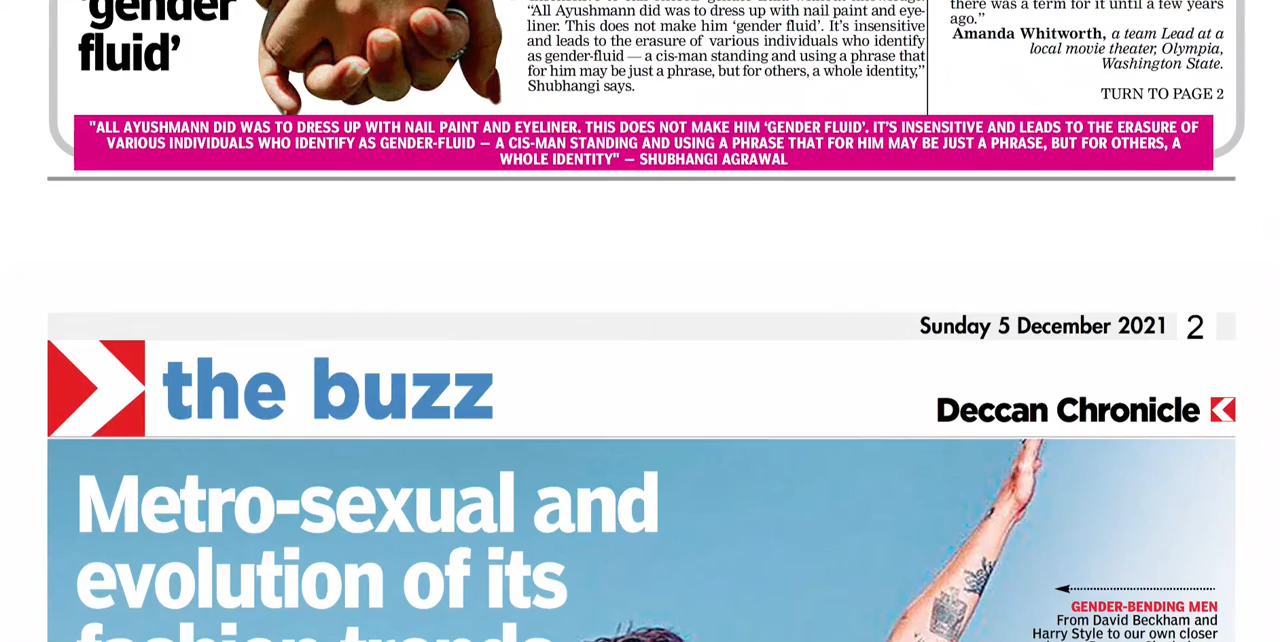 'gender
fluid'
"All Ayushmann did was to dress up with nail paint and eye-
liner. This does not make him 'gender fluid'. It's insensitive
and leads to the erasure of various individuals who identify
as gender-fluid — a cis-man standing and using a phrase that
for him may be just a phrase, but for others, a whole identity,"
Shubhangi says.
there was a term for it until a few years
ago."
Amanda Whitworth, a team Lead at a
local movie theater, Olympia,
Washington State.
TURN TO PAGE 2
"ALL AYUSHMANN DID WAS TO DRESS UP WITH NAIL PAINT AND EYELINER. THIS DOES NOT MAKE HIM 'GENDER FLUID'. IT'S INSENSITIVE AND LEADS TO THE ERASURE OF
VARIOUS INDIVIDUALS WHO IDENTIFY AS GENDER-FLUID — A CIS-MAN STANDING AND USING A PHRASE THAT FOR HIM MAY BE JUST A PHRASE, BUT FOR OTHERS, A
WHOLE IDENTITY" — SHUBHANGI AGRAWAL
Sunday 5 December 2021 2
the buzz
Deccan Chronicle
Metro-sexual and
evolution of its
fashion trends
GENDER-BENDING MEN
From David Beckham and
Harry Style to our own closer